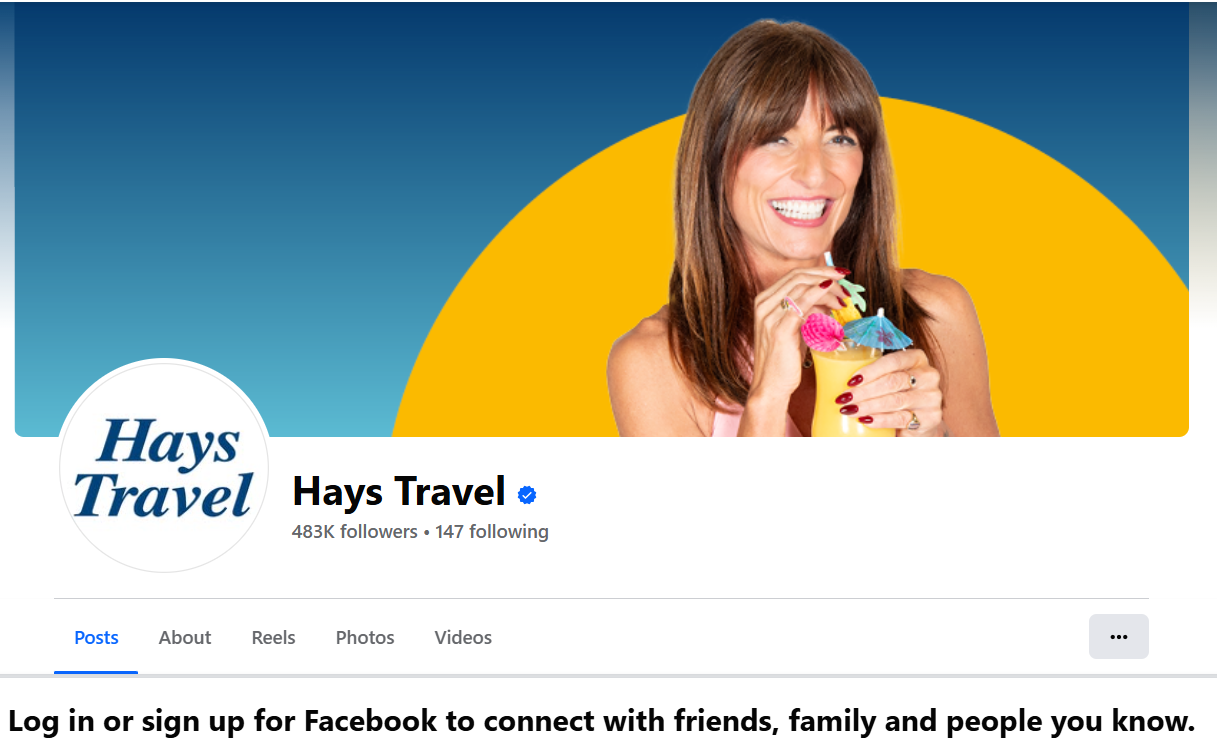 Hays
Travel
Hays Travel
483K followers • 147 following
Posts About Reels Photos Videos
Log in or sign up for Facebook to connect with friends, family and people you know.